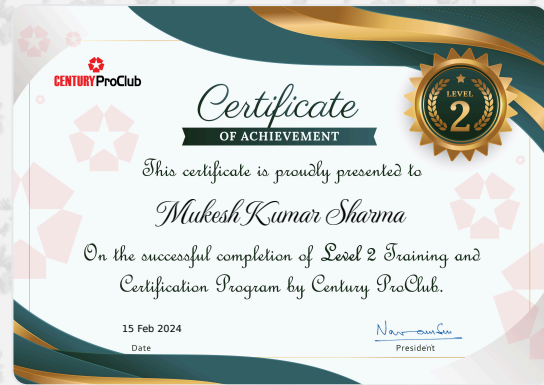 CENTURY ProClub
Certificate
OF ACHIEVEMENT
LEVEL
2
This certificate is proudly presented to
Mukesh Kumar Sharma
On the successful completion of Level 2 Training and
Certification Program by Century ProClub.
15 Feb 2024
Date
President